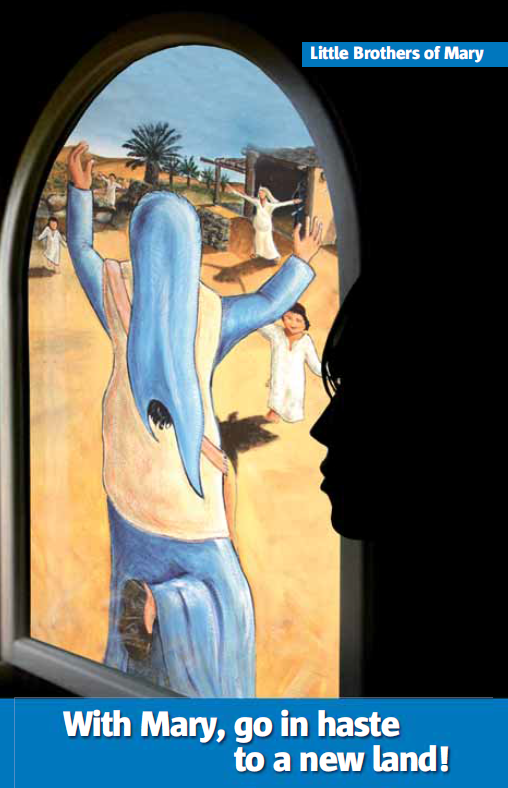 Little Brothers of Mary
With Mary, go in haste
to a new land!